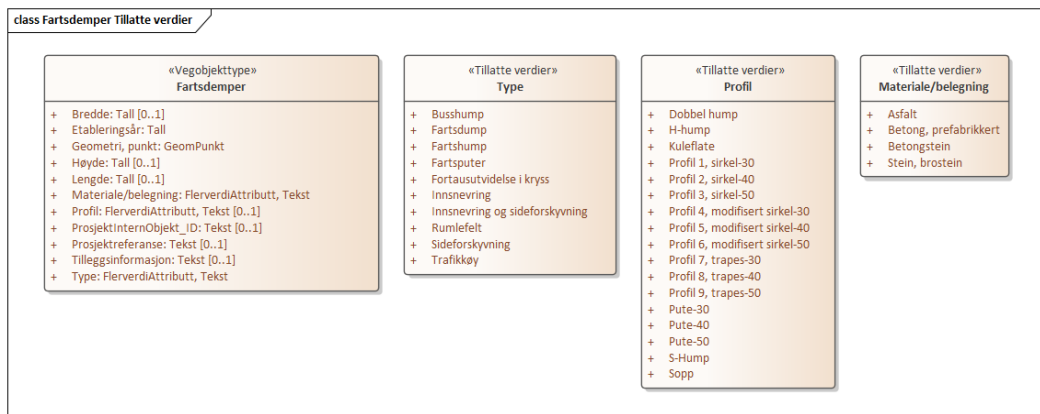 class Fartsdemper Tillatte verdier
«Vegobjekttype»
Fartsdemper
+ Bredde: Tall [0..1]
+ Etableringsår: Tall
+ Geometri, punkt: GeomPunkt
+ Høyde: Tall [0..1]
+ Lengde: Tall [0..1]
+ Materiale/belegning: FlerverdiAttributt, Tekst
+ Profil: FlerverdiAttributt, Tekst [0..1]
+ ProsjektInternObjekt_ID: Tekst [0..1]
+ Prosjektreferanse: Tekst [0..1]
+ Tilleggsinformasjon: Tekst [0..1]
+ Type: FlerverdiAttributt, Tekst
«Tillatte verdier»
Type
+ Busshump
+ Fartsdump
+ Fartshump
+ Fartsputer
+ Fortausutvidelse i kryss
+ Innsnevring
+ Innsnevring og sideforskyvning
+ Rumlefelt
+ Sideforskyvning
+ Trafikkøy
«Tillatte verdier»
Profil
+ Dobbel hump
+ H-hump
+ Kuleflate
+ Profil 1, sirkel-30
+ Profil 2, sirkel-40
+ Profil 3, sirkel-50
+ Profil 4, modifisert sirkel-30
+ Profil 5, modifisert sirkel-40
+ Profil 6, modifisert sirkel-50
+ Profil 7, trapes-30
+ Profil 8, trapes-40
+ Profil 9, trapes-50
+ Pute-30
+ Pute-40
+ Pute-50
+ S-Hump
+ Sopp
«Tillatte verdier»
Materiale/belegning
+ Asfalt
+ Betong, prefabrikkert
+ Betongstein
+ Stein, brostein